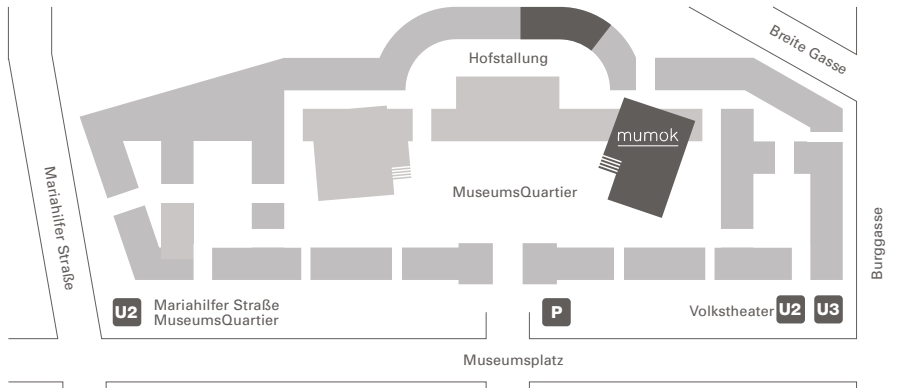 Breite Gasse
Hofstallung
mumok
Mariahilfer Straße
MuseumsQuartier
Burggasse
U2
Mariahilfer Straße
MuseumsQuartier
P
Volkstheater U2 U3
Museumsplatz